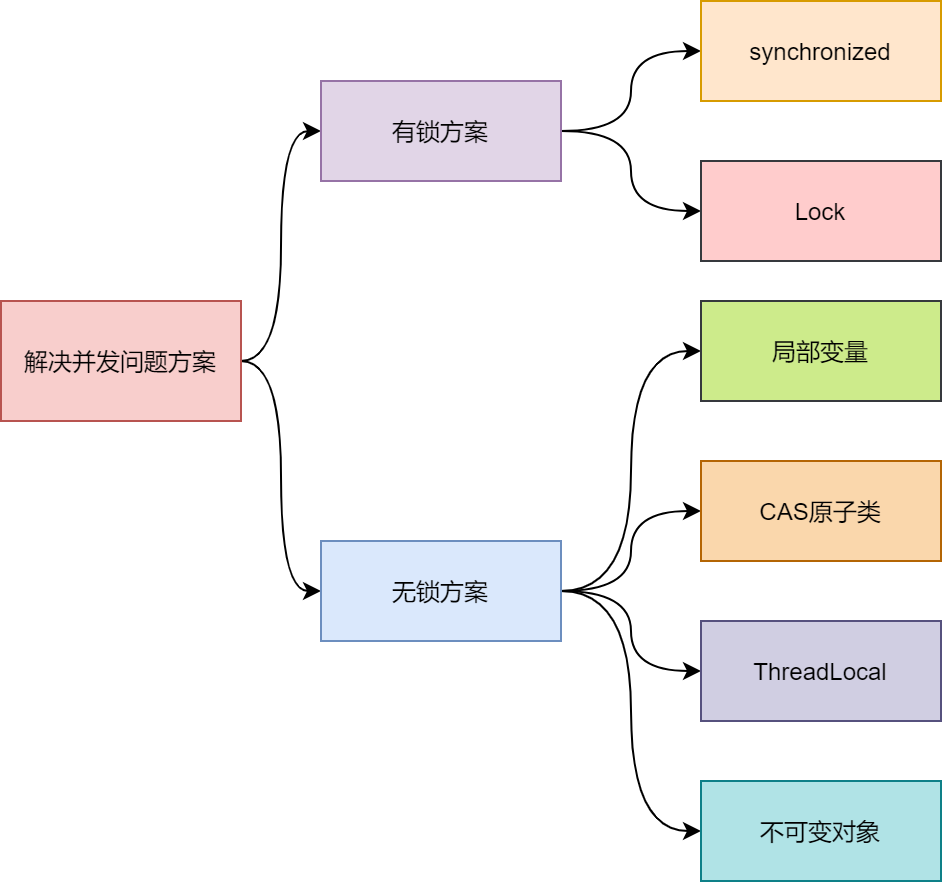 解决并发问题方案
有锁方案
synchronized
Lock
无锁方案
局部变量
CAS原子类
ThreadLocal
不可变对象